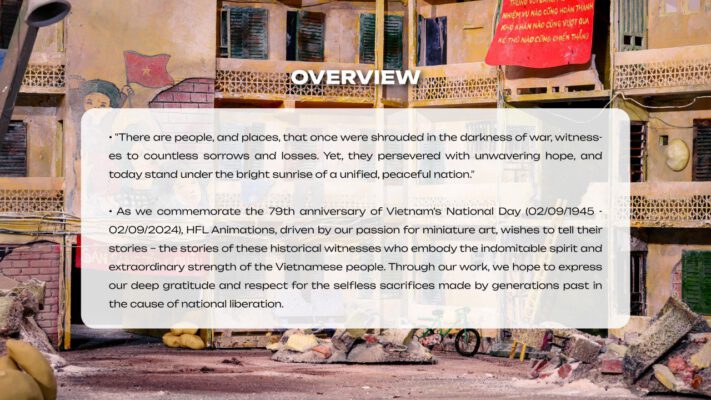 TRUNG VỚI ĐẢNG
NHIỆM VỤ NÀO CŨNG HOÀN THÀNH
KHÓ KHĂN NÀO CŨNG VƯỢT QUA
KẺ THÙ NÀO CŨNG CHIẾN THẮNG
OVERVIEW
• "There are people, and places, that once were shrouded in the darkness of war, witness-
es to countless sorrows and losses. Yet, they persevered with unwavering hope, and
today stand under the bright sunrise of a unified, peaceful nation."
• As we commemorate the 79th anniversary of Vietnam's National Day (02/09/1945 -
02/09/2024), HFL Animations, driven by our passion for miniature art, wishes to tell their
stories – the stories of these historical witnesses who embody the indomitable spirit and
extraordinary strength of the Vietnamese people. Through our work, we hope to express
our deep gratitude and respect for the selfless sacrifices made by generations past in
the cause of national liberation.